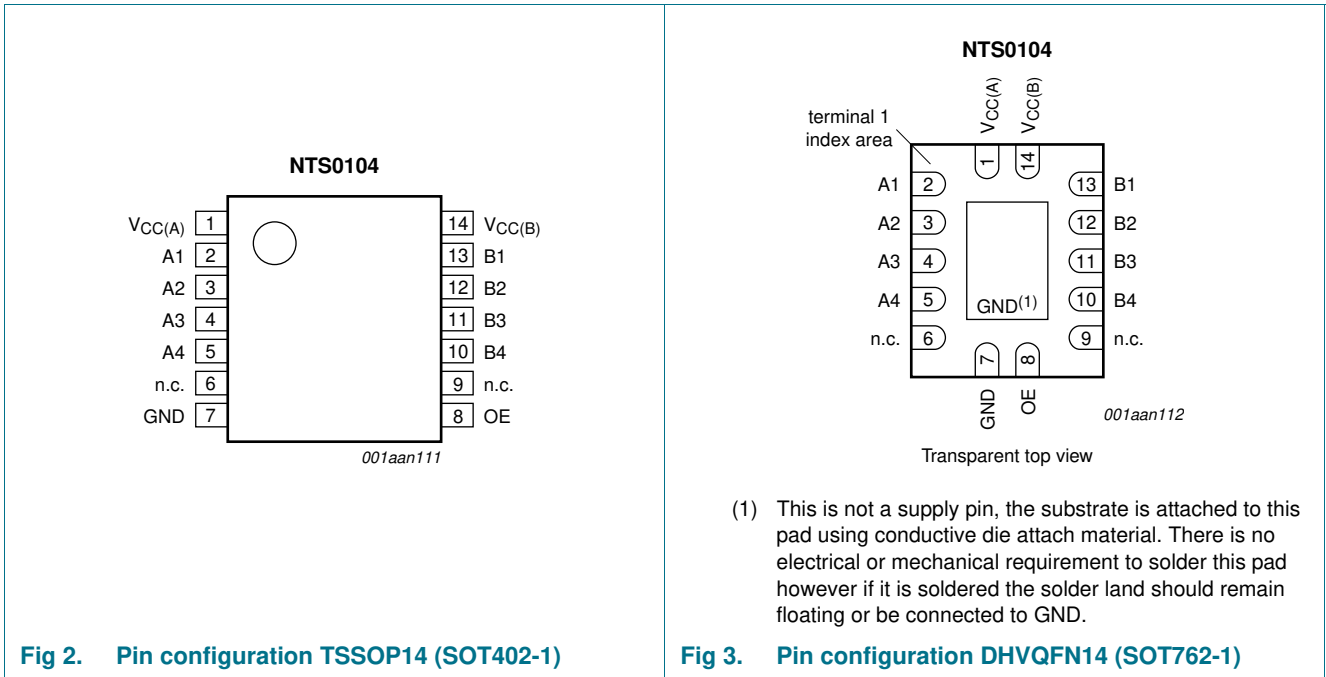 NTS0104
VCC(A) 1 14 VCC(B)
A1 2 13 B1
A2 3 12 B2
A3 4 11 B3
A4 5 10 B4
n.c. 6 9 n.c.
GND 7 8 OE
001aan111
Fig 2. Pin configuration TSSOP14 (SOT402-1)
NTS0104
terminal 1
index area
VCC(A) VCC(B)
1 14
A1 2 13 B1
A2 3 12 B2
A3 4 11 B3
A4 5 10 B4
GND(1)
n.c. 6 9 n.c.
7 8
GND OE
001aan112
Transparent top view
(1) This is not a supply pin, the substrate is attached to this
pad using conductive die attach material. There is no
electrical or mechanical requirement to solder this pad
however if it is soldered the solder land should remain
floating or be connected to GND.
Fig 3. Pin configuration DHVQFN14 (SOT762-1)